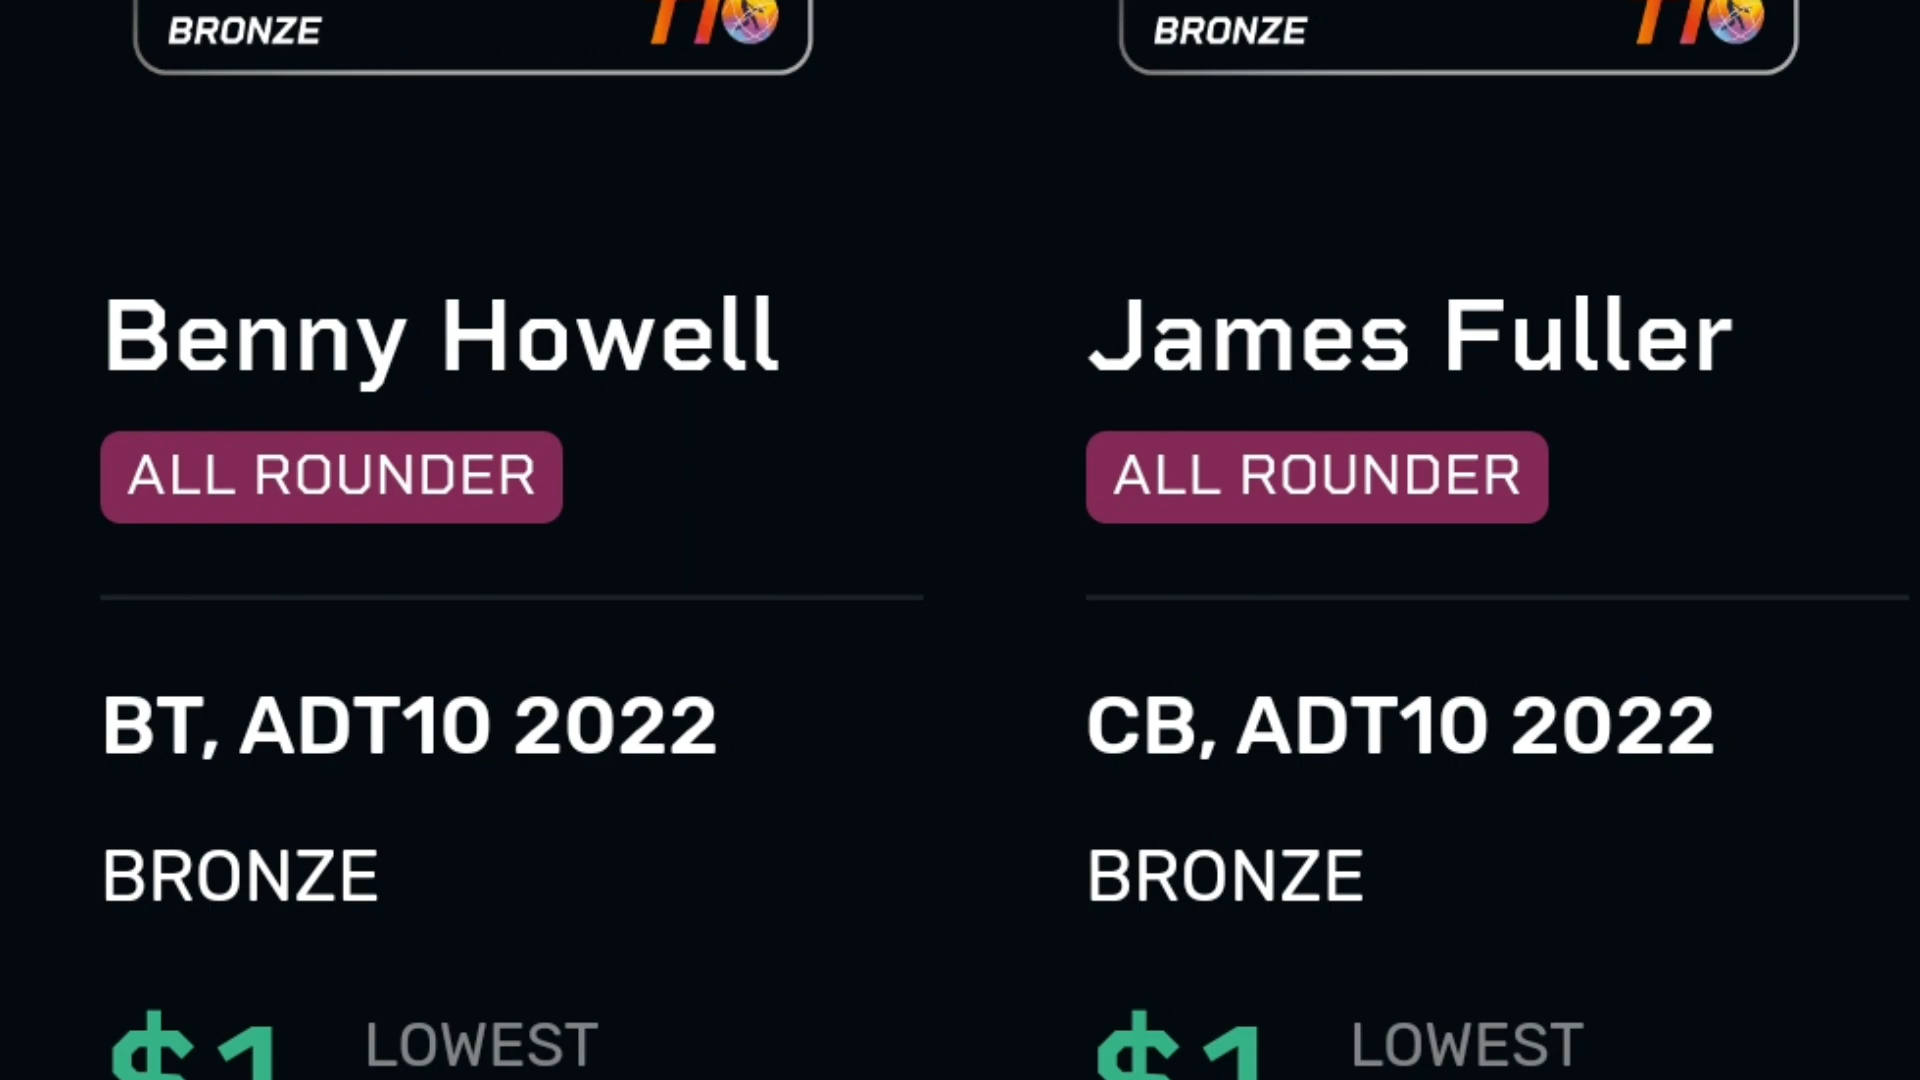 BRONZE
BRONZE
Benny Howell
James Fuller
ALL ROUNDER
ALL ROUNDER
BT, ADT10 2022
CB, ADT10 2022
BRONZE
BRONZE
$1 LOWEST
$1 LOWEST